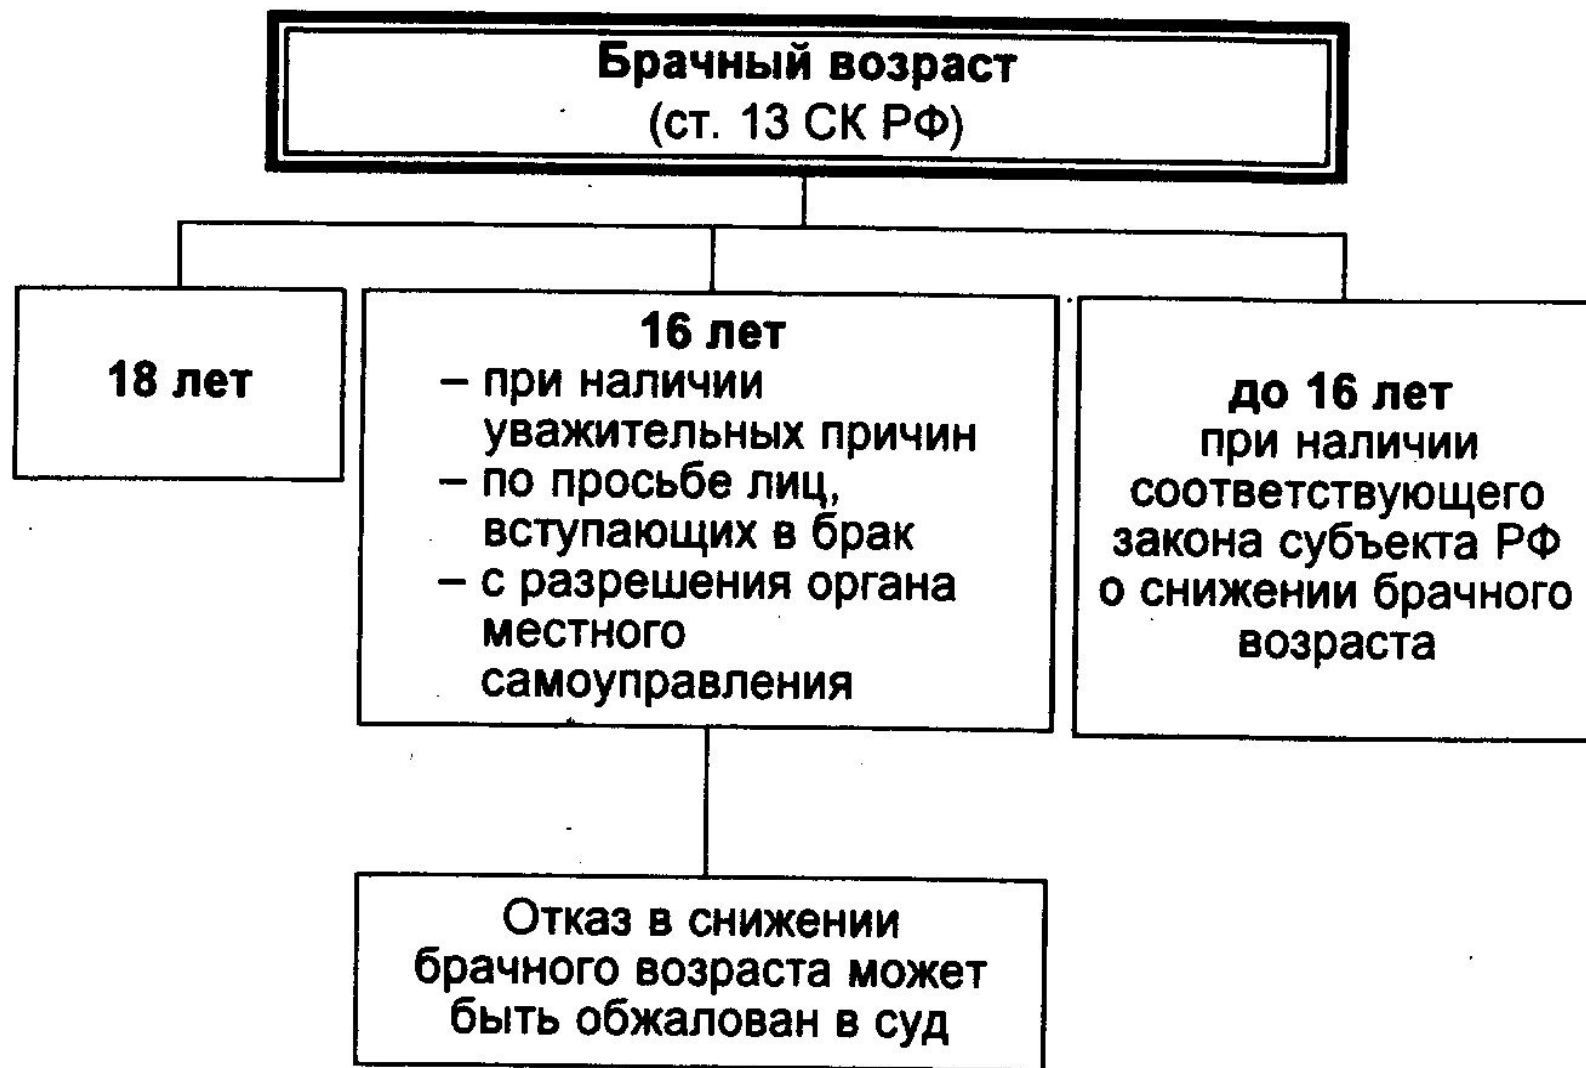 Брачный возраст
(ст. 13 СК РФ)
18 лет
16 лет
– при наличии
уважительных причин
– по просьбе лиц,
вступающих в брак
– с разрешения органа
местного
самоуправления
до 16 лет
при наличии
соответствующего
закона субъекта РФ
о снижении брачного
возраста
Отказ в снижении
брачного возраста может
быть обжалован в суд